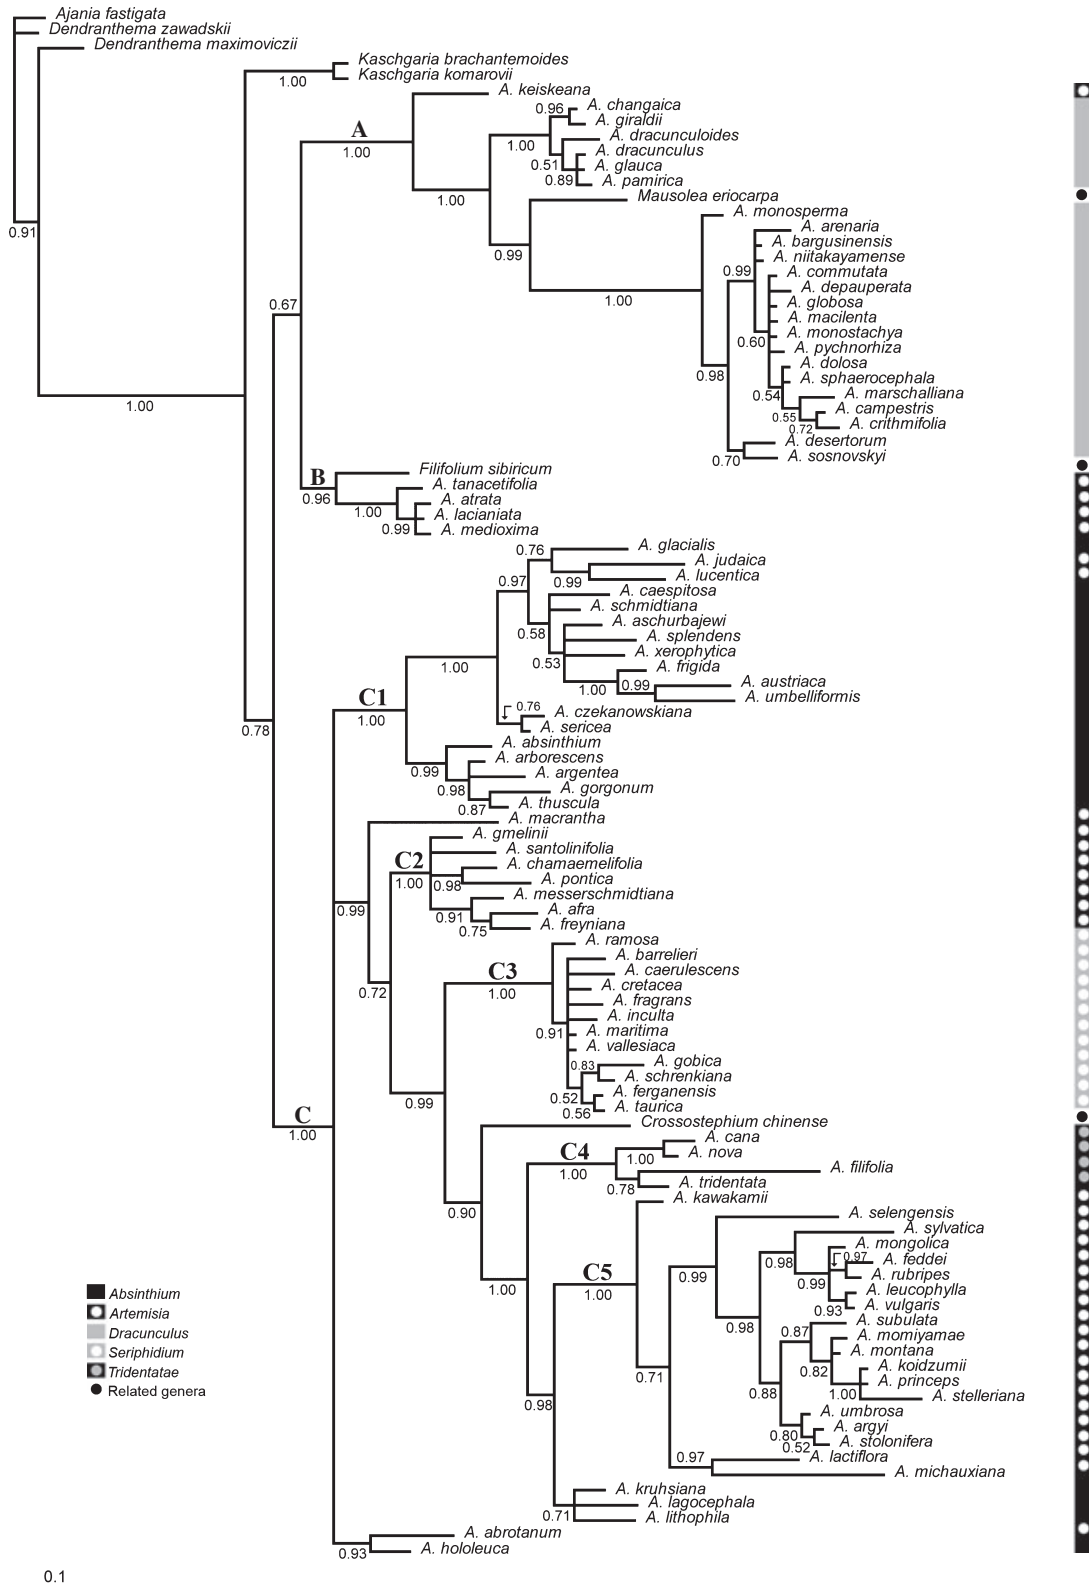 Ajania fastigata
Dendranthema zawadskii
Dendranthema maximoviczii
Kaschgaria brachantemoides
Kaschgaria komarovii
1.00
A. keiskeana
A. changaica
0.96
A. giraldii
A
A. dracunculoides
1.00
1.00
A. dracunculus
A. glauca
0.51
A. pamirica
0.89
1.00
Mausolea eriocarpa
A. monosperma
0.91
A. arenaria
A. bargusinensis
0.99
A. niitakayamense
0.99
A. commutata
A. depauperata
1.00
A. globosa
0.67
A. macilenta
A. monostachya
0.60
A. pychnorhiza
A. dolosa
0.98
A. sphaerocephala
A. marschalliana
0.54
1.00
A. campestris
0.55
A. crithmifolia
0.72
A. desertorum
A. sosnovskyi
0.70
Filifolium sibiricum
B
A. tanacetifolia
0.96
A. atrata
1.00
A. lacianiata
A. medioxima
0.99
A. glacialis
0.76
A. judaica
A. lucentica
0.97
0.99
A. caespitosa
A. schmidtiana
A. aschurbajewi
0.58
A. splendens
A. xerophytica
0.53
A. frigida
1.00
A. austriaca
1.00
0.99
A. umbelliformis
C1
0.76
A. czekanowskiana
1.00
A. sericea
0.78
A. absinthium
A. arborescens
0.99
A. argentea
A. gorgonum
0.98
A. thuscula
0.87
A. macrantha
A. gmelinii
A. santolinifolia
C2
A. chamaemelifolia
1.00
0.98
A. pontica
A. messerschmidtiana
0.99
A. afra
0.91
A. freyniana
0.75
A. ramosa
A. barrelieri
C3
A. caerulescens
0.72
1.00
A. cretacea
A. fragrans
A. inculta
A. maritima
0.91
A. vallesiaca
A. gobica
0.83
A. schrenkiana
A. ferganensis
0.99
0.52
A. taurica
0.56
C
Crossostephium chinense
1.00
A. cana
C4
A. nova
1.00
A. filifolia
1.00
A. tridentata
0.78
A. kawakamii
0.90
A. selengensis
A. sylvatica
A. mongolica
0.97
A. feddei
0.98
C5
0.99
A. rubripes
0.99
1.00
1.00
A. leucophylla
A. vulgaris
0.93
A. subulata
0.98
0.87
A. momiyamae
A. montana
0.82
A. koidzumii
0.71
A. princeps
0.88
1.00
A. stelleriana
0.98
A. umbrosa
A. argyi
0.80
A. stolonifera
0.52
A. lactiflora
0.97
A. michauxiana
A. kruhsiana
A. lagocephala
0.71
A. lithophila
A. abrotanum
A. hololeuca
0.93
Absinthium
Artemisia
Dracunculus
Seriphidium
Tridentatae
Related genera
0.1